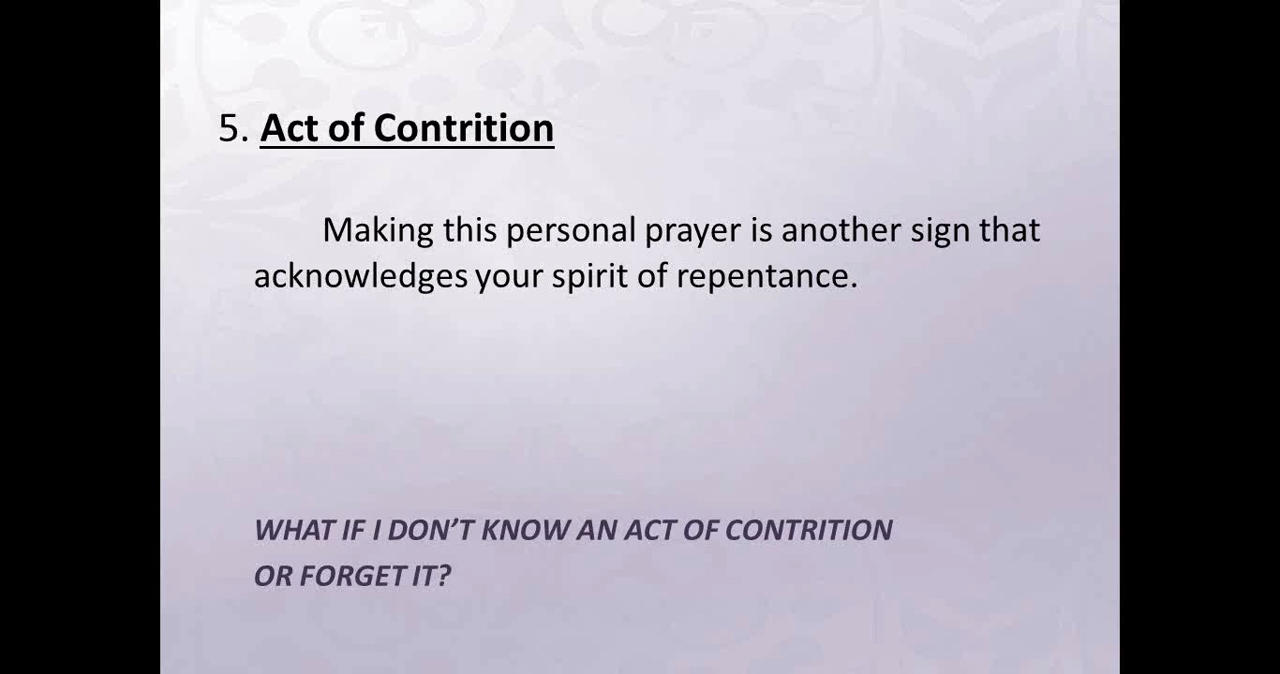 5. Act of Contrition
Making this personal prayer is another sign that
acknowledges your spirit of repentance.
WHAT IF I DON’T KNOW AN ACT OF CONTRITION
OR FORGET IT?